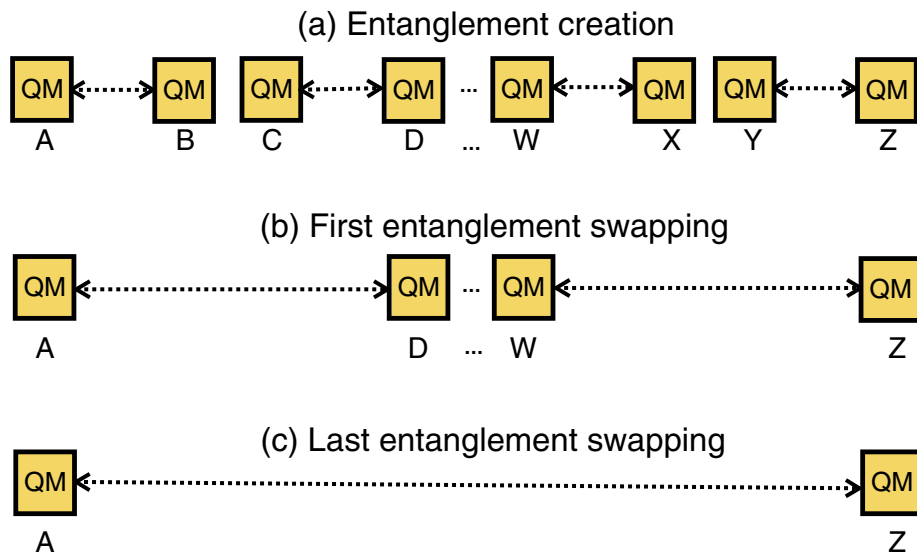 (a) Entanglement creation
QM QM QM QM ... QM QM QM QM
A B C D ... W X Y Z
(b) First entanglement swapping
QM QM ... QM QM
A D ... W Z
(c) Last entanglement swapping
QM QM
A Z